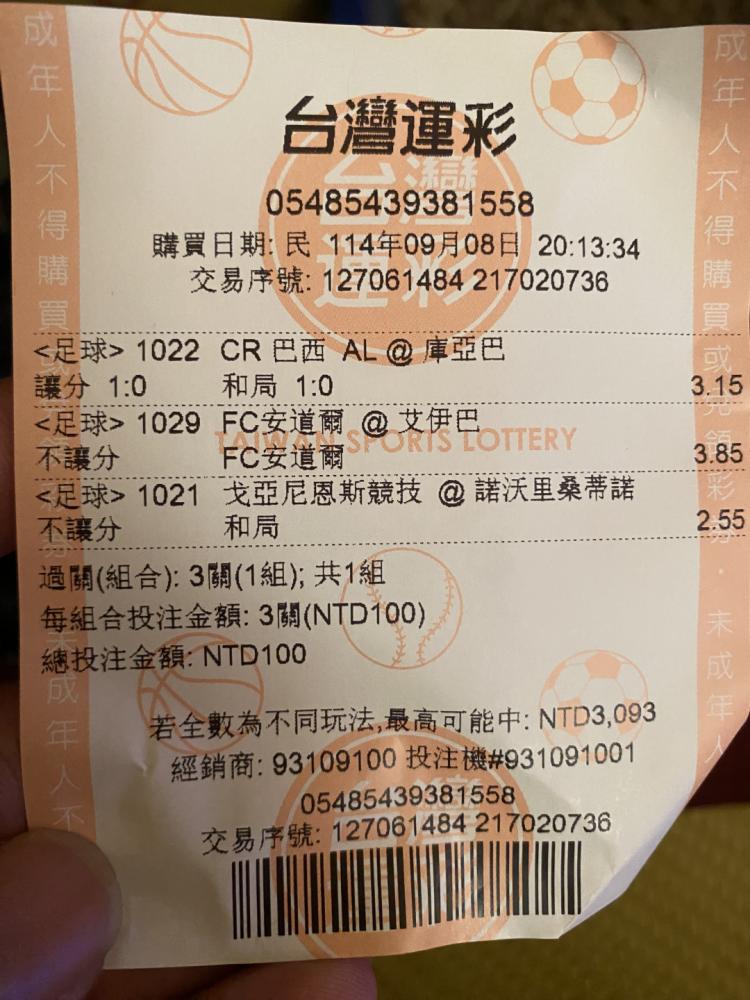 台灣運彩
05485439381558
購買日期: 民 114年09月08日 20:13:34
交易序號: 127061484 217020736
<足球> 1022 CR 巴西 AL @ 庫亞巴
讓分 1:0 和局 1:0 3.15
<足球> 1029 FC安道爾 @ 艾伊巴
TAIWAN SPORTS LOTTERY
不讓分 FC安道爾 3.85
<足球> 1021 戈亞尼恩斯競技 @ 諾沃里桑蒂諾
不讓分 和局 2.55
過關(組合): 3關(1組); 共1組
每組合投注金額: 3關(NTD100)
總投注金額: NTD100
若全數為不同玩法,最高可能中: NTD3,093
經銷商: 93109100 投注機#931091001
05485439381558
交易序號: 127061484 217020736
成年人不得購買
成年人不
成年人不得購買或兌領彩券.未成年人
台灣運彩